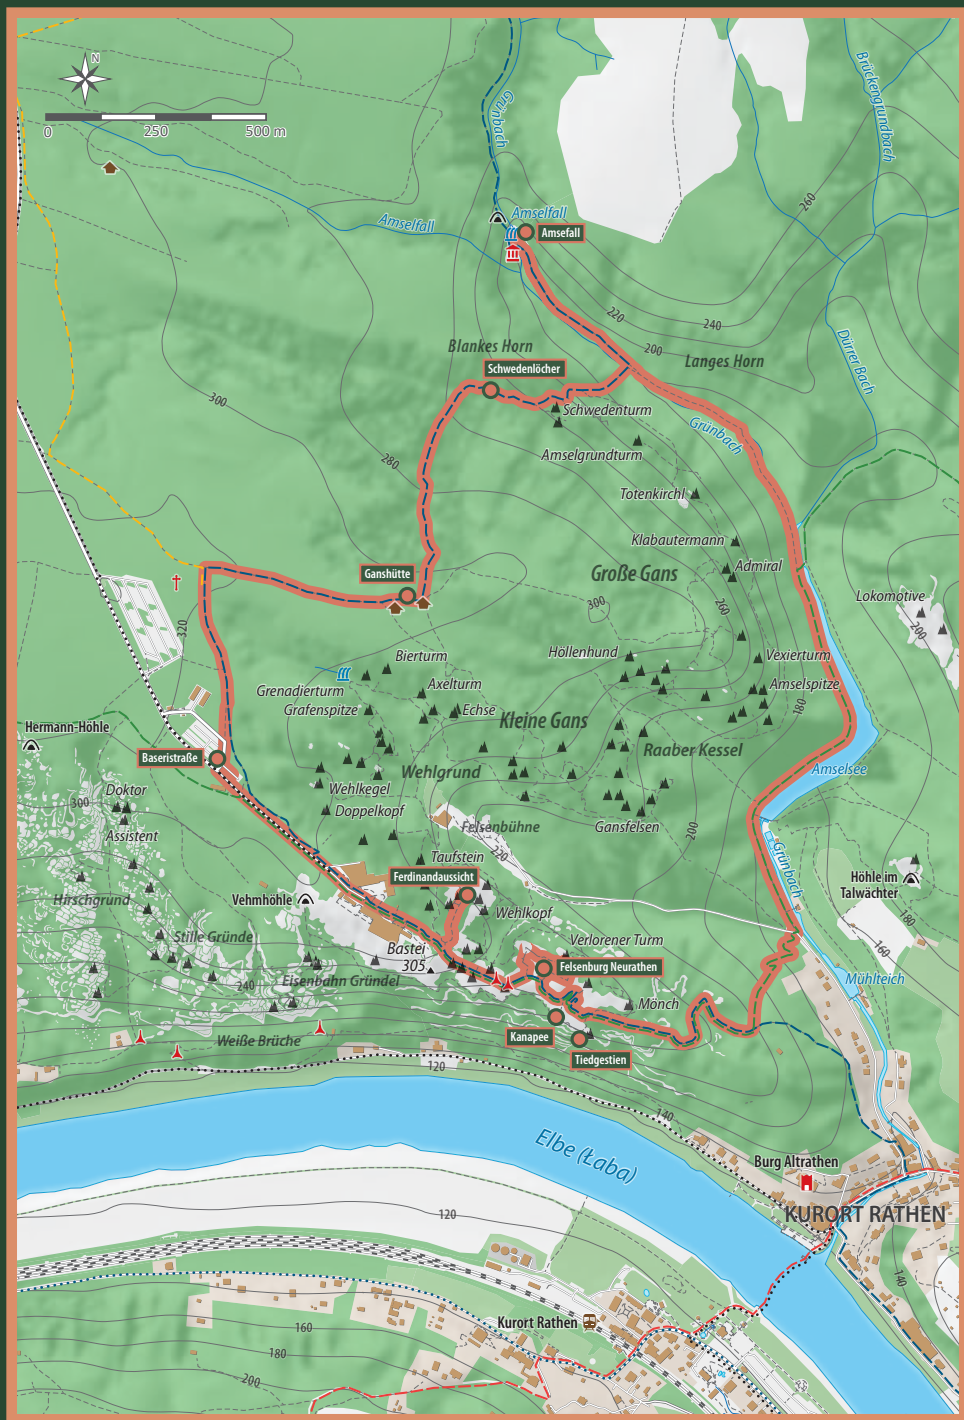 N
0
250
500 m
Grünbach
Brückengrundbach
260
Amselfall
Amselfall
Amsefall
220
240
200
Blankes Horn
Langes Horn
Dürrer Bach
Schwedenlöcher
300
Schwedenturm
Grünbach
Amselgrundturm
280
Totenkirchl
Klabautermann
Ganshütte
Große Gans
Admiral
Lokomotive
300
260
200
320
Bierturm
Höllenhund
Vexierturm
Grenadierturm
Axelturm
Amselspitze
Grafenspitze
Echse
180
Hermann-Höhle
Kleine Gans
Raaber Kessel
Baseristraße
Wehlgrund
Amselsee
Doktor
Wehlkegel
300
Doppelkopf
Assistent
Felsenbühne
Gansfelsen
200
220
Taufstein
Grünbach
Ferdinandaussicht
Höhle im
Talwächter
Hirschgrund
Vehmhöhle
Wehlkopf
180
Stille Gründe
Verlorener Turm
160
Bastei
305
Felsenburg Neurathen
Eisenbahn Gründel
Mühlteich
240
Mönch
Kanapee
Weiße Brüche
Tiedgestien
120
140
Elbe (Łaba)
Burg Altrathen
KURORT RATHEN
120
140
Kurort Rathen
160
180
200